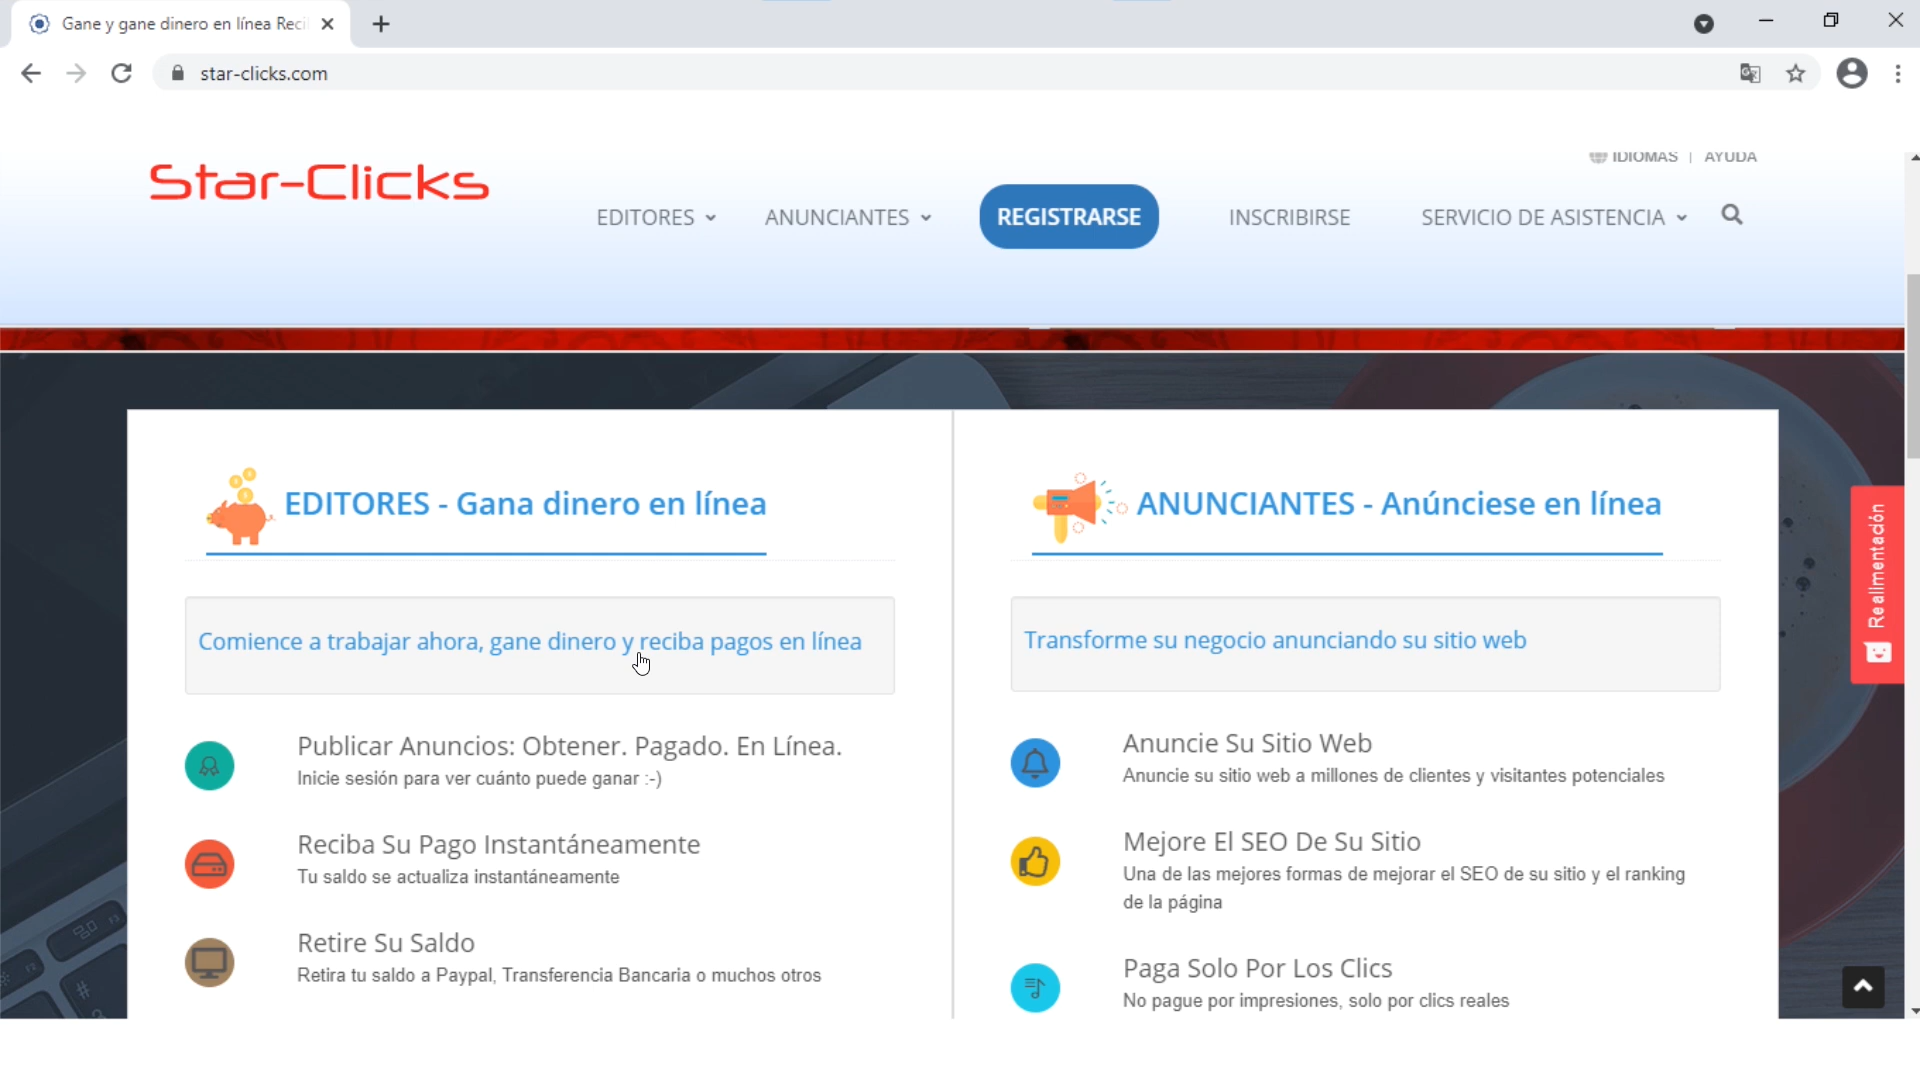 Gane y gane dinero en línea Reci
star-clicks.com
IDIOMAS | AYUDA
Star-Clicks
EDITORES
ANUNCIANTES
REGISTRARSE
INSCRIBIRSE
SERVICIO DE ASISTENCIA
EDITORES - Gana dinero en línea
Comience a trabajar ahora, gane dinero y reciba pagos en línea
Publicar Anuncios: Obtener. Pagado. En Línea.
Inicie sesión para ver cuánto puede ganar :-)
Reciba Su Pago Instantáneamente
Tu saldo se actualiza instantáneamente
Retire Su Saldo
Retira tu saldo a Paypal, Transferencia Bancaria o muchos otros
ANUNCIANTES - Anúnciese en línea
Transforme su negocio anunciando su sitio web
Anuncie Su Sitio Web
Anuncie su sitio web a millones de clientes y visitantes potenciales
Mejore El SEO De Su Sitio
Una de las mejores formas de mejorar el SEO de su sitio y el ranking
de la página
Paga Solo Por Los Clics
No pague por impresiones, solo por clics reales
Realimentación